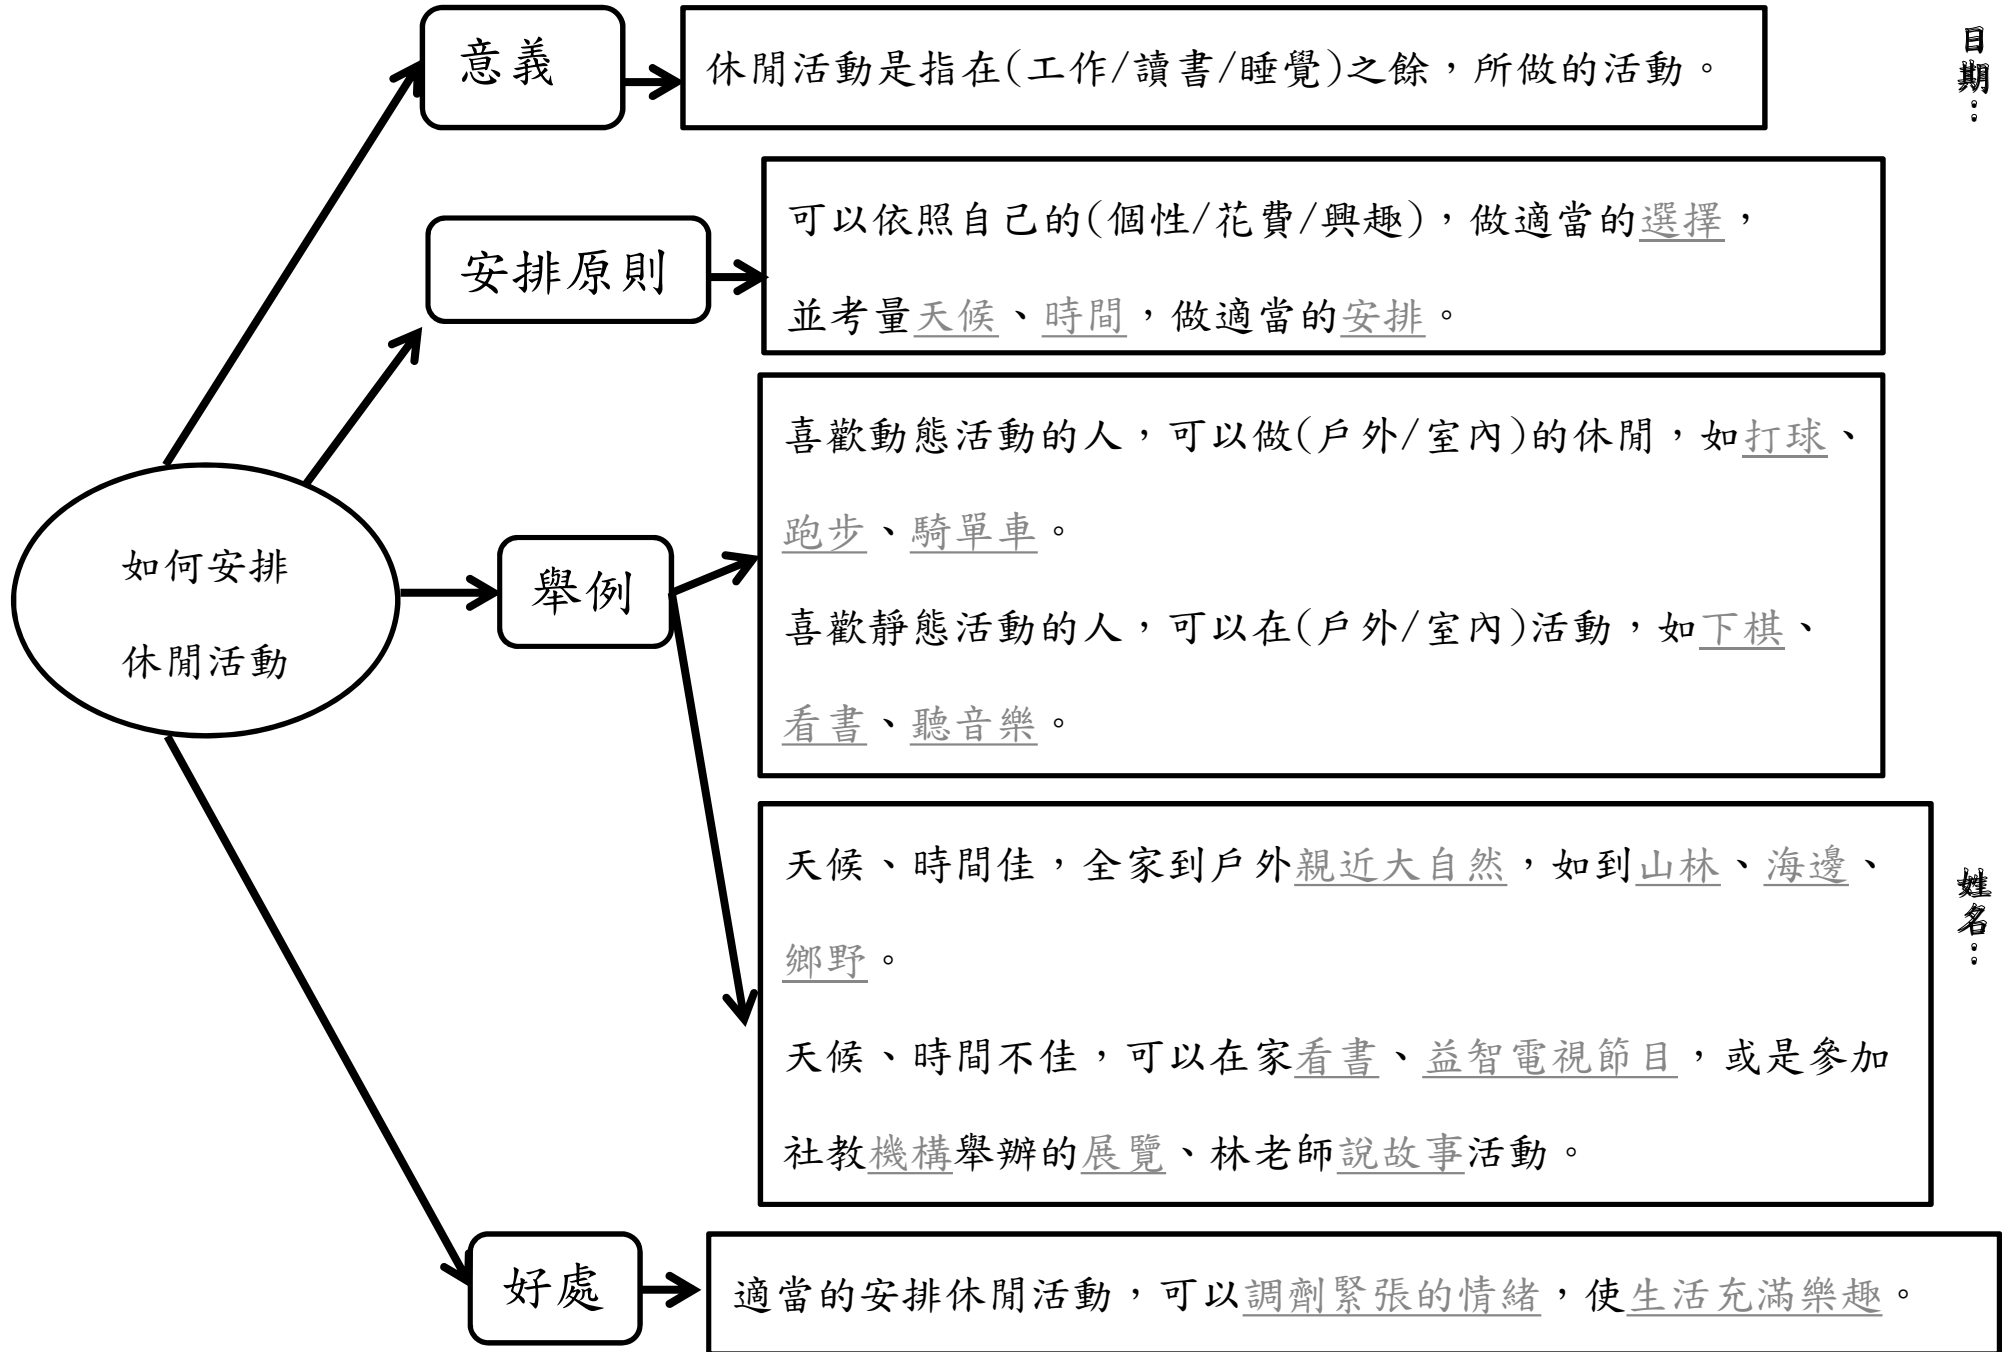 日期：
意義
休閒活動是指在(工作/讀書/睡覺)之餘，所做的活動。
安排原則
可以依照自己的(個性/花費/興趣)，做適當的選擇，
並考量天候、時間，做適當的安排。
如何安排
休閒活動
舉例
喜歡動態活動的人，可以做(戶外/室內)的休閒，如打球、
跑步、騎單車。
喜歡靜態活動的人，可以在(戶外/室內)活動，如下棋、
看書、聽音樂。
天候、時間佳，全家到戶外親近大自然，如到山林、海邊、
鄉野。
天候、時間不佳，可以在家看書、益智電視節目，或是參加
社教機構舉辦的展覽、林老師說故事活動。
姓名：
好處
適當的安排休閒活動，可以調劑緊張的情緒，使生活充滿樂趣。